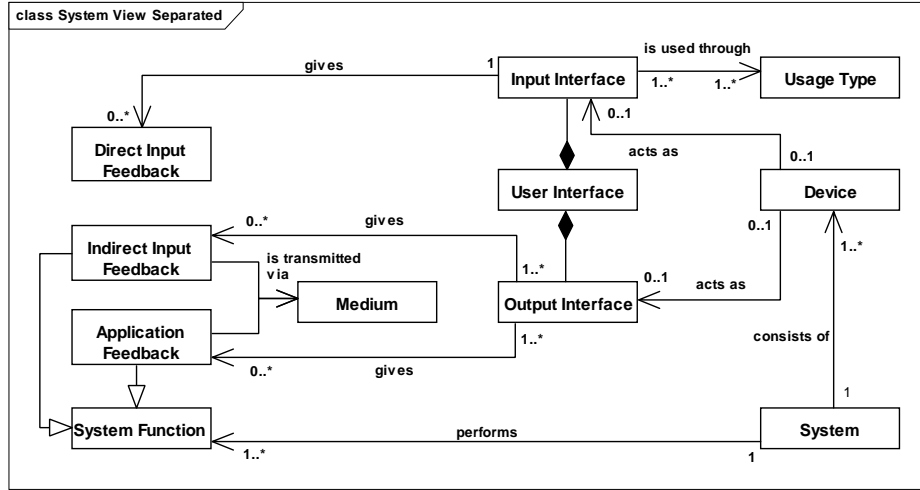 class System View Separated
is used through
gives
1
Input Interface
1..*
1..*
Usage Type
0..*
0..1
Direct Input
Feedback
acts as
0..1
User Interface
Device
0..*
gives
0..1
1..*
Indirect Input
Feedback
is transmitted
via
1..*
0..1
acts as
Medium
Output Interface
Application
Feedback
1..*
consists of
0..*
gives
1
System Function
performs
System
1..*
1